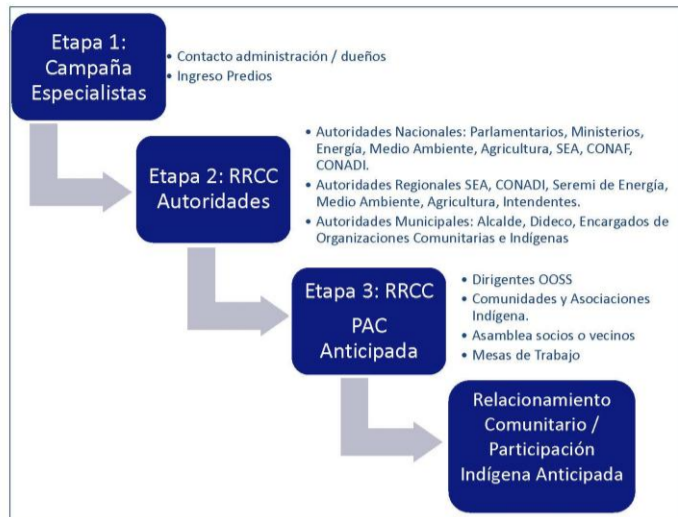 Etapa 1:
Campaña
Especialistas
• Contacto administración / dueños
• Ingreso Predios
Etapa 2: RRCC
Autoridades
• Autoridades Nacionales: Parlamentarios, Ministerios,
Energía, Medio Ambiente, Agricultura, SEA, CONAF,
CONADI.
• Autoridades Regionales SEA, CONADI, Seremi de Energía,
Medio Ambiente, Agricultura, Intendentes.
• Autoridades Municipales: Alcalde, Dideco, Encargados de
Organizaciones Comunitarias e Indígenas
Etapa 3: RRCC
PAC
Anticipada
• Dirigentes OOSS
• Comunidades y Asociaciones
Indígena.
• Asamblea socios o vecinos
• Mesas de Trabajo
Relacionamiento
Comunitario /
Participación
Indígena Anticipada